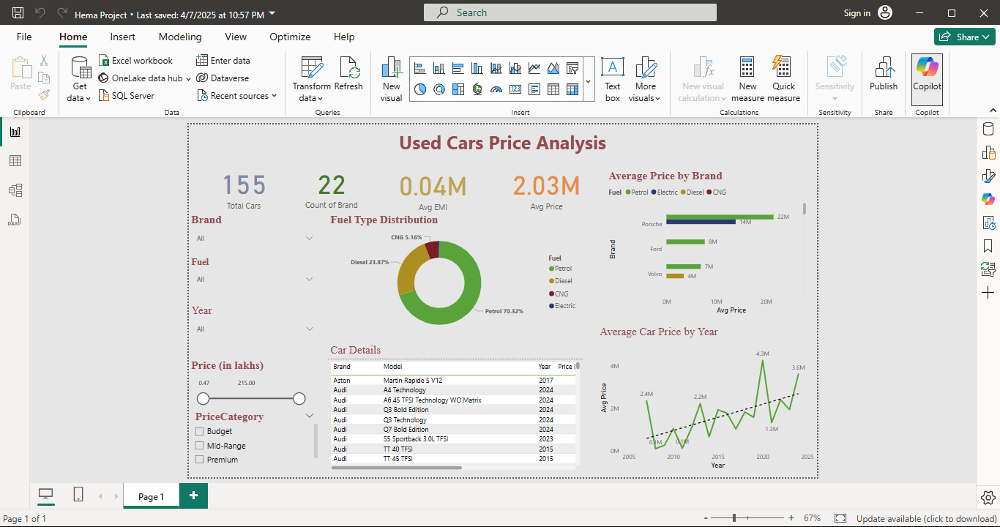 Hema Project • Last saved: 4/7/2025 at 10:57 PM
Search
Sign in
File Home Insert Modeling View Optimize Help
Share
Paste
Clipboard
Get data
Excel workbook
OneLake data hub
SQL Server
Enter data
Dataverse
Recent sources
Data
Transform data
Refresh
Queries
New visual
123
A
Text box
More visuals
Insert
fx
New visual calculation
New measure
Quick measure
Calculations
Sensitivity
Sensitivity
Publish
Share
Copilot
Copilot
DAX
Used Cars Price Analysis
155
Total Cars
22
Count of Brand
0.04M
Avg EMI
2.03M
Avg Price
Brand
All
Fuel
All
Year
All
Price (in lakhs)
0.47 215.00
PriceCategory
Budget
Mid-Range
Premium
Fuel Type Distribution
CNG 5.16%
Diesel 23.87%
Petrol 70.32%
Fuel
Petrol
Diesel
CNG
Electric
Car Details
Brand Model Year Price (
Aston Martin Rapide S V12 2017
Audi A4 Technology 2024
Audi A6 45 TFSI Technology WO Matrix 2024
Audi Q3 Bold Edition 2024
Audi Q3 Technology 2024
Audi Q7 Bold Edition 2024
Audi S5 Sportback 3.0L TFSI 2023
Audi TT 40 TFSI 2015
Audi TT 45 TFSI 2015
Average Price by Brand
Fuel Petrol Electric Diesel CNG
Brand
Porsche 22M
14M
Ford 8M
Volvo 7M
4M
0M 10M 20M
Avg Price
Average Car Price by Year
Avg Price
4M
2M
0M
2.4M
0.1M
0.1M
2.2M
4.3M
1.3M
3.6M
2005 2010 2015 2020 2025
Year
Page 1
+
Page 1 of 1
- + 67%
Update available (click to download)